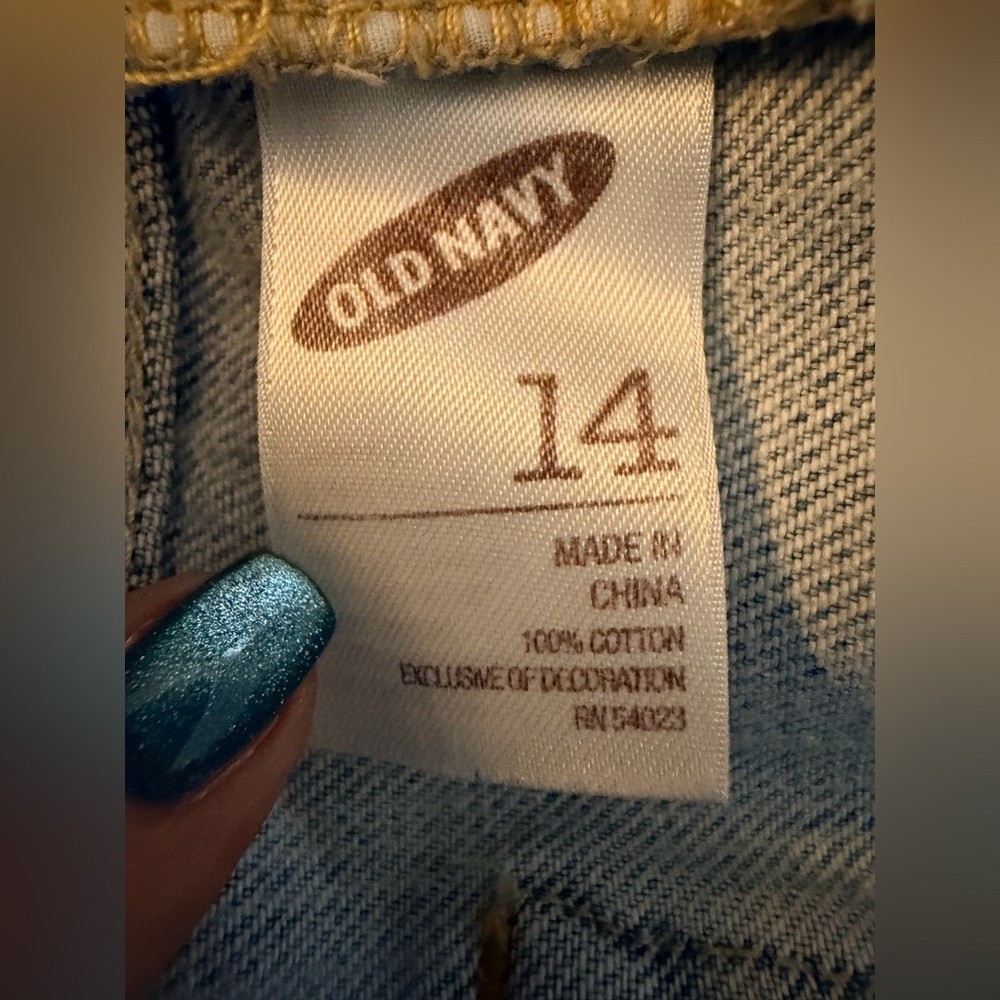 OLD NAVY
14
MADE IN
CHINA
100% COTTON
EXCLUSIVE OF DECORATION
RN 54023